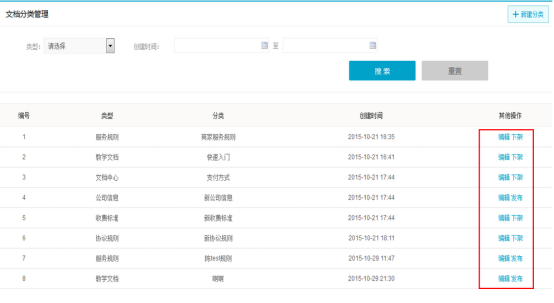 文档分类管理
+ 新建分类
类型： 请选择 创建时间： 至
搜 索 重置
编号 类型 分类 创建时间 其他操作
1 服务规则 商家服务规则 2015-10-21 16:35 编辑 下架
2 教学文档 快速入门 2015-10-21 16:41 编辑 下架
3 文档中心 支付方式 2015-10-21 17:44 编辑 下架
4 公司信息 新公司信息 2015-10-21 17:44 编辑 发布
5 收费标准 新收费标准 2015-10-21 17:44 编辑 下架
6 协议规则 新协议规则 2015-10-21 18:11 编辑 下架
7 服务规则 test规则 2015-10-29 11:47 编辑 发布
8 教学文档 2015-10-29 21:30 编辑 发布